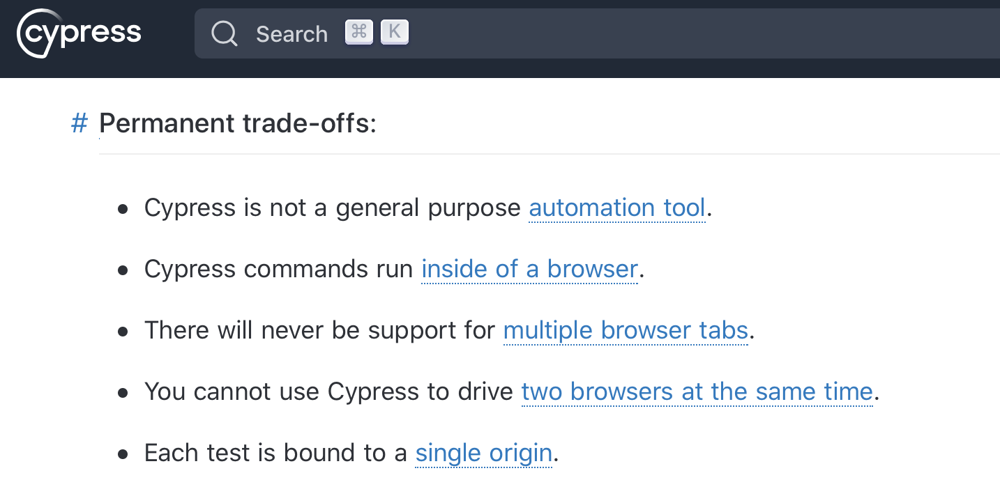 cypress
Search ⌘ K
# Permanent trade-offs:
• Cypress is not a general purpose automation tool.
• Cypress commands run inside of a browser.
• There will never be support for multiple browser tabs.
• You cannot use Cypress to drive two browsers at the same time.
• Each test is bound to a single origin.